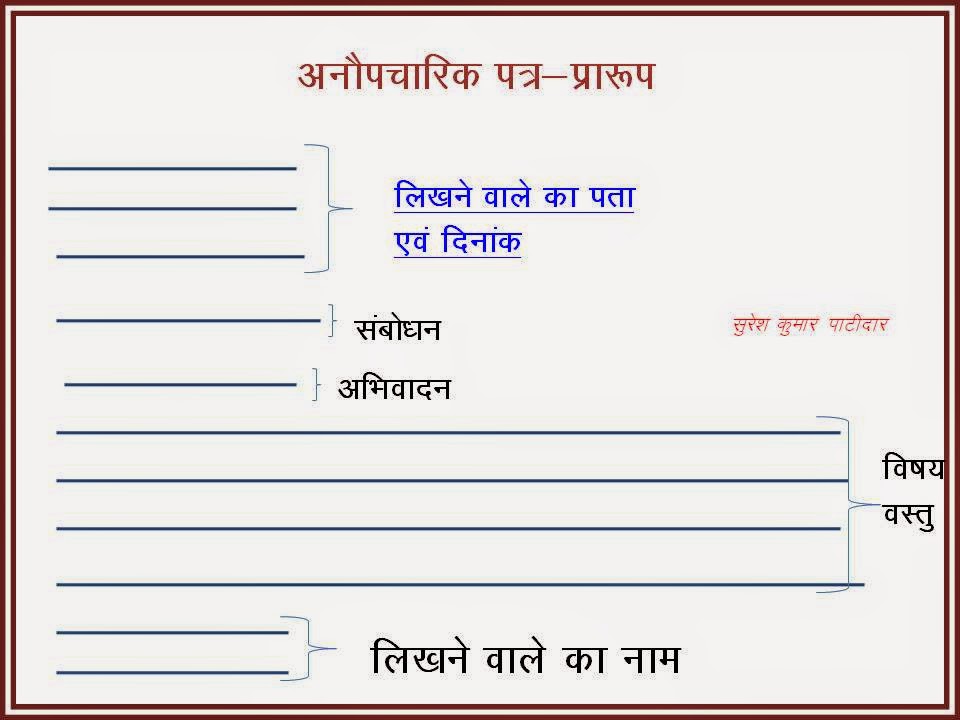 अनौपचारिक पत्र–प्रारूप
लिखने वाले का पता
एवं दिनांक
संबोधन
सुरेश कुमार पाटीदार
अभिवादन
विषय
वस्तु
लिखने वाले का नाम